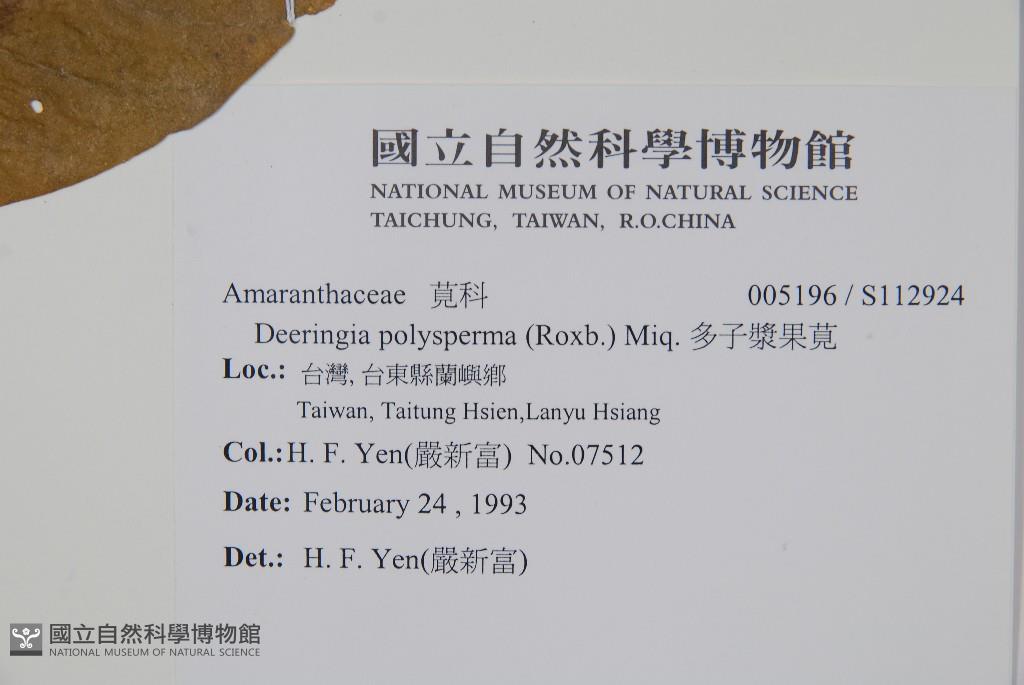 國立自然科學博物館
NATIONAL MUSEUM OF NATURAL SCIENCE
TAICHUNG, TAIWAN, R.O.CHINA
Amaranthaceae 莧科 005196 / S112924
Deeringia polysperma (Roxb.) Miq. 多子漿果莧
Loc.: 台灣, 台東縣蘭嶼鄉
Taiwan, Taitung Hsien,Lanyu Hsiang
Col.:H. F. Yen(嚴新富) No.07512
Date: February 24 , 1993
Det.: H. F. Yen(嚴新富)
國立自然科學博物館
NATIONAL MUSEUM OF NATURAL SCIENCE